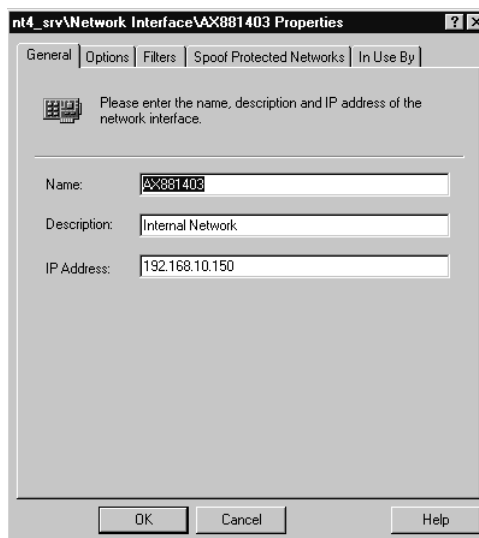 nt4_srv\Network Interface\AX881403 Properties ? x
General Options Filters Spoof Protected Networks In Use By
Please enter the name, description and IP address of the
network interface.
Name: AX881403
Description: Internal Network
IP Address: 192.168.10.150
OK Cancel Help